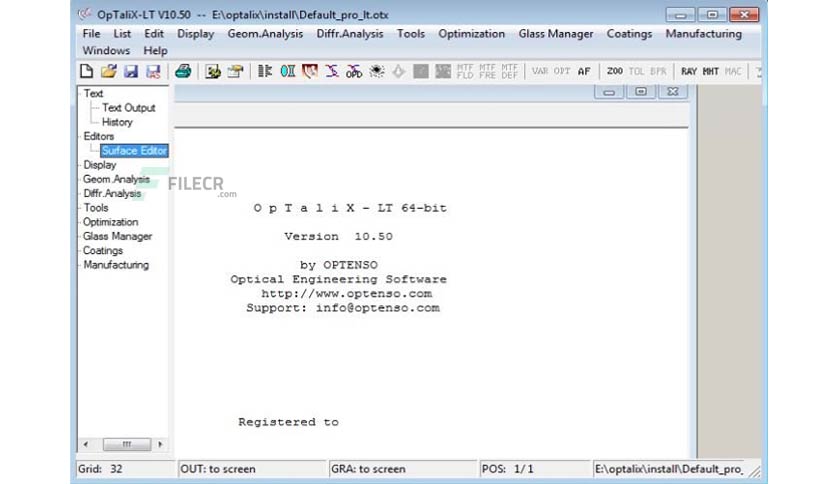 OpTaliX-LT V10.50 -- E:\optalix\install\Default_pro_lt.otx
File List Edit Display Geom.Analysis Diffr.Analysis Tools Optimization Glass Manager Coatings Manufacturing
Windows Help
MTF FLD MTF FRE MTF DEF VAR OPT AF ZOO TOL BPR RAY MHT MAC
Text
Text Output
History
Editors
Surface Editor
Display
Geom.Analysis
Diffr.Analysis
Tools
Optimization
Glass Manager
Coatings
Manufacturing
FILECR
.com
O p T a l i X - LT 64-bit
Version 10.50
by OPTENSO
Optical Engineering Software
http://www.optenso.com
Support: info@optenso.com
Registered to
Grid: 32 OUT: to screen GRA: to screen POS: 1/1 E:\optalix\install\Default_pro_